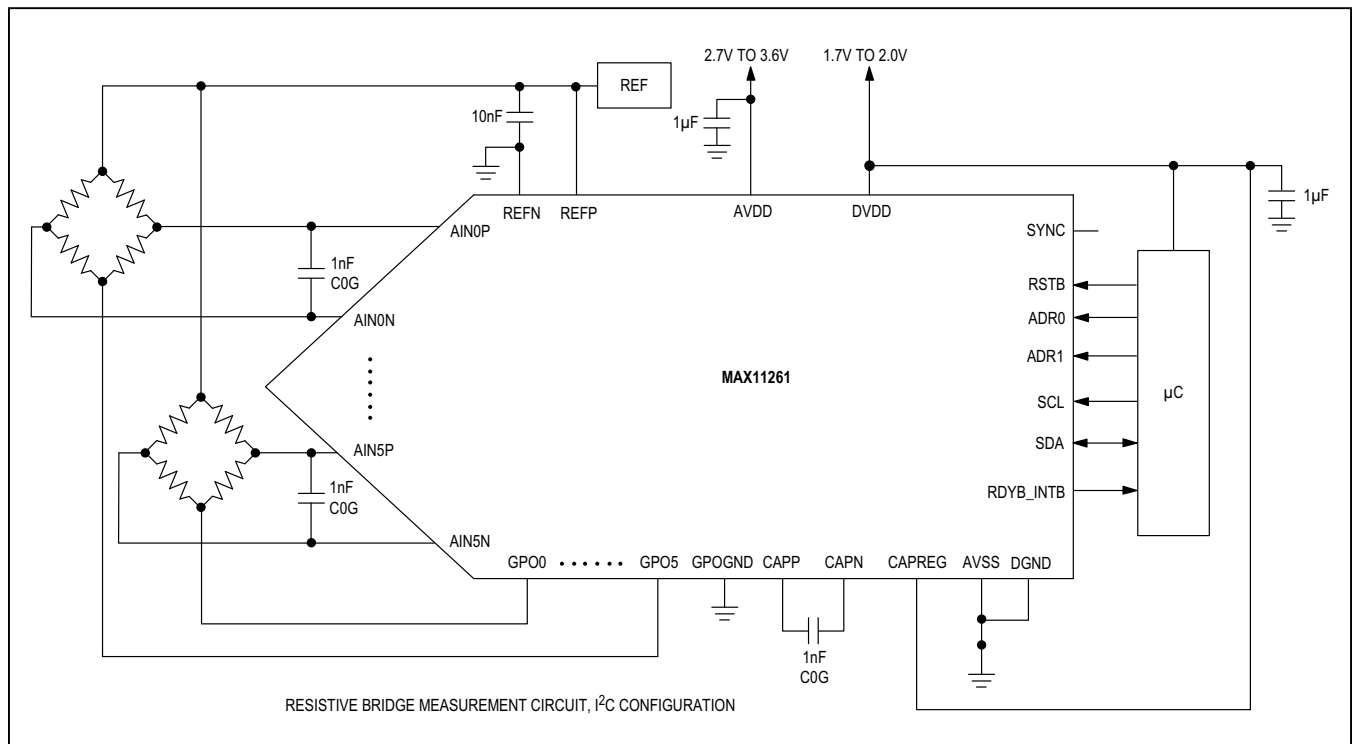 2.7V TO 3.6V
1.7V TO 2.0V
REF
10nF
1µF
1µF
REFN
REFP
AVDD
DVDD
AIN0P
SYNC
1nF
C0G
RSTB
ADR0
AIN0N
ADR1
MAX11261
µC
SCL
AIN5P
SDA
1nF
C0G
RDYB_INTB
AIN5N
GPO0
GPO5
GPOGND
CAPP
CAPN
CAPREG
AVSS
DGND
1nF
C0G
RESISTIVE BRIDGE MEASUREMENT CIRCUIT, I²C CONFIGURATION